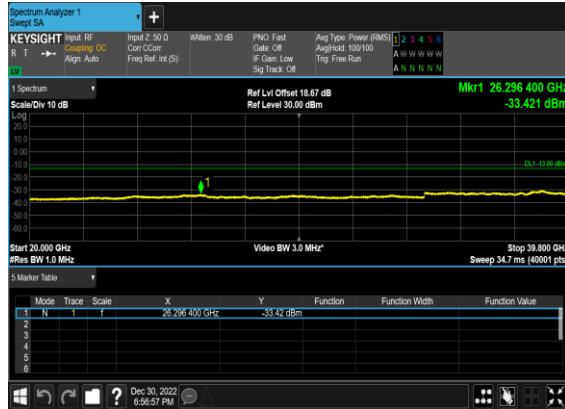 Spectrum Analyzer 1
Swept SA
+
KEYSIGHT Input: RF Input Z: 50 Ω #Atten: 30 dB PNO: Fast Avg Type: Power (RMS) 1 2 3 4 5 6
R T Coupling: DC Corr CCorr Gate: Off Avg|Hold: 100/100 A W W W W W
Align: Auto Freq Ref: Int (S) IF Gain: Low Trig: Free Run
Sig Track: Off A N N N N N
LW
1 Spectrum Ref Lvl Offset 18.67 dB Mkr1 26.296 400 GHz
Scale/Div 10 dB Ref Level 30.00 dBm -33.421 dBm
Log
20.0
10.0
0.00
-10.0
DL1 -13.00 dBm
-20.0
1
-30.0
-40.0
-50.0
-60.0
Start 20.000 GHz Video BW 3.0 MHz* Stop 39.800 GHz
#Res BW 1.0 MHz Sweep 34.7 ms (40001 pts)
5 Marker Table
Mode Trace Scale X Y Function Function Width Function Value
1 N 1 f 26.296 400 GHz -33.42 dBm
2
3
4
5
6
? Dec 30, 2022
6:56:57 PM